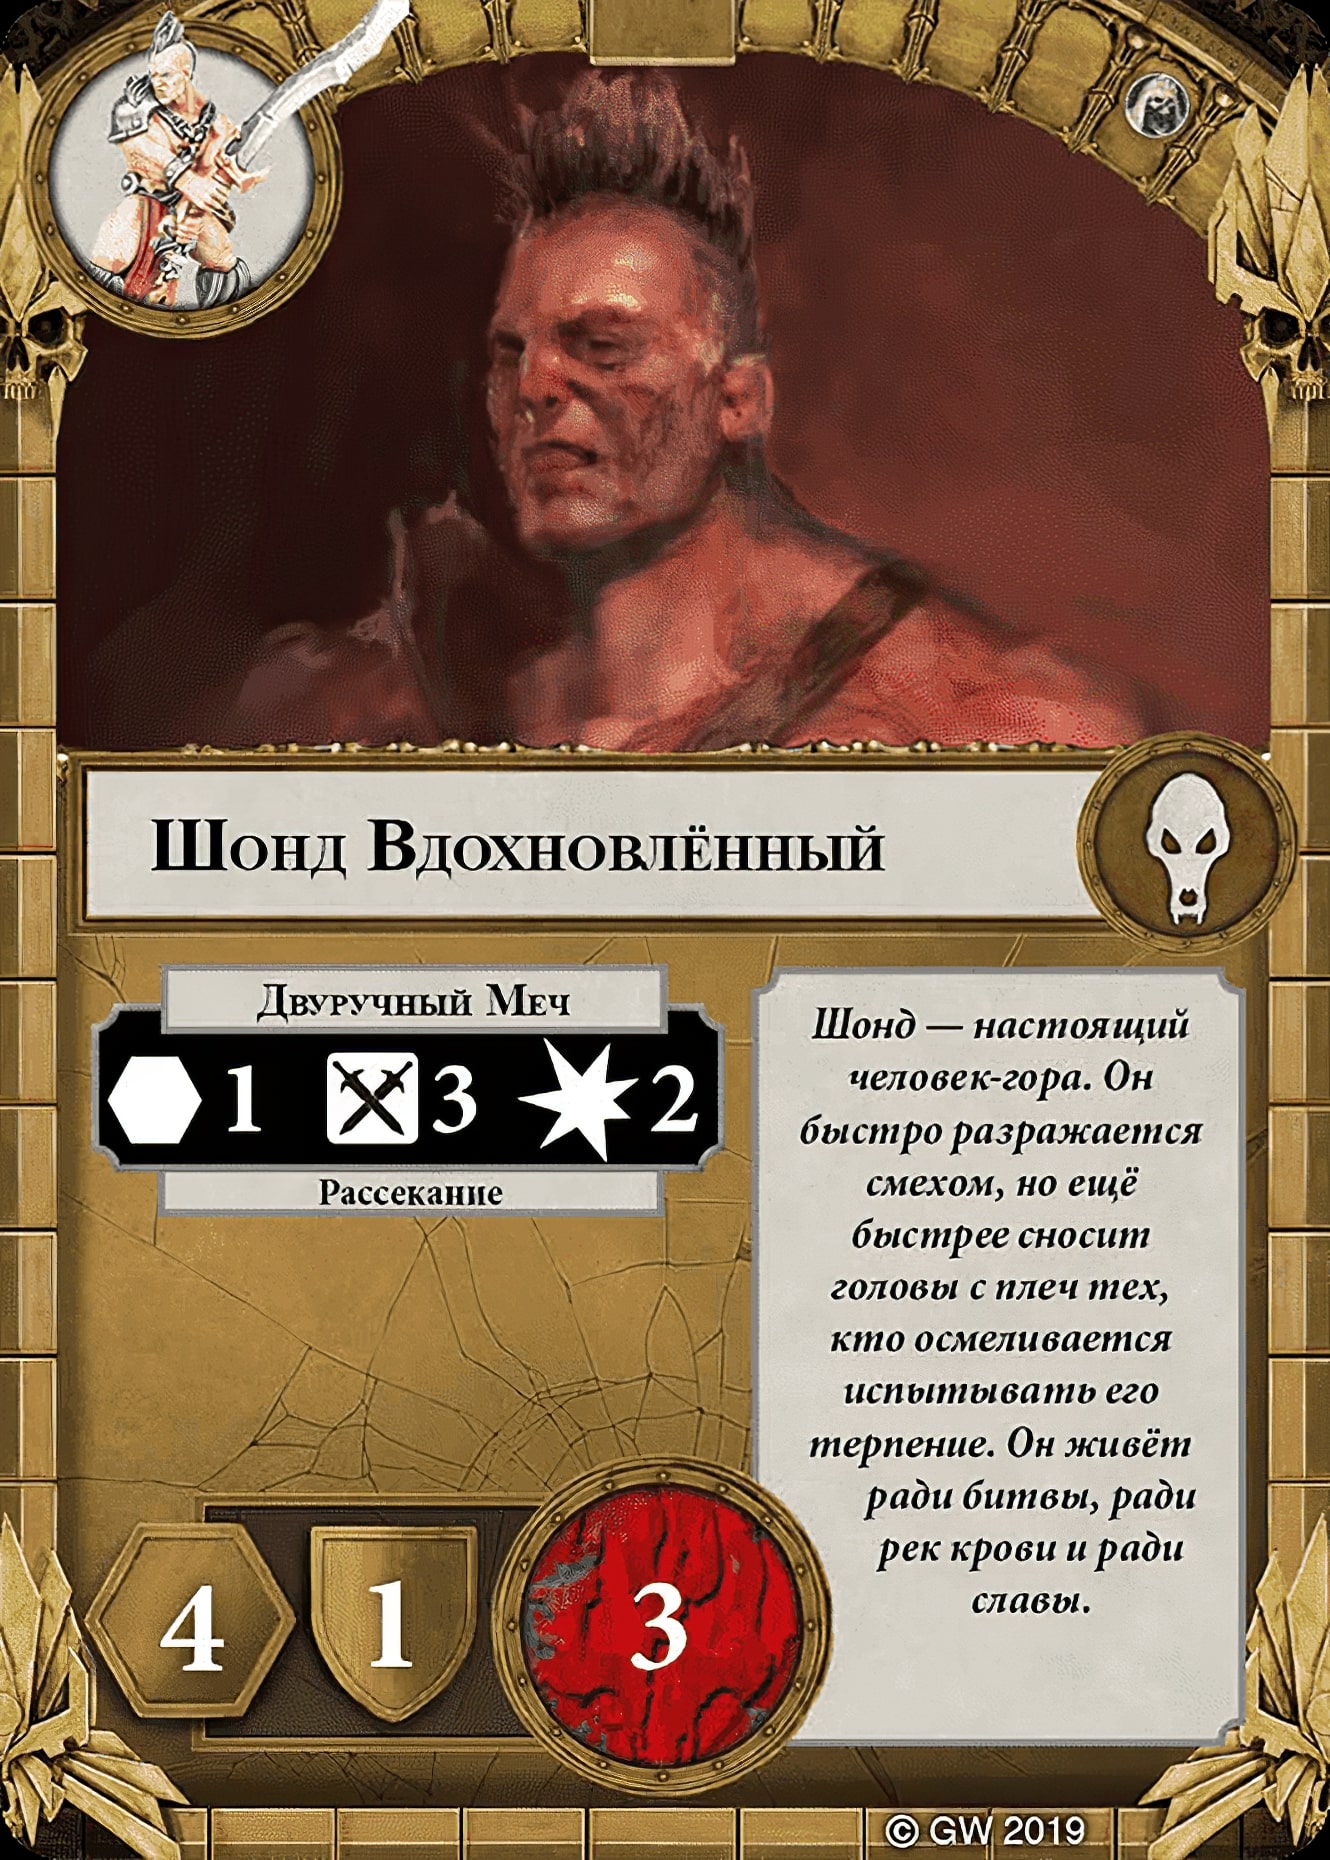 Шонд Вдохновлённый
Двуручный Меч
1 3 2
Рассекание
Шонд — настоящий
человек-гора. Он
быстро разражается
смехом, но ещё
быстрее сносит
головы с плеч тех,
кто осмеливается
испытывать его
терпение. Он живёт
ради битвы, ради
рек крови и ради
славы.
4 1 3
© GW 2019